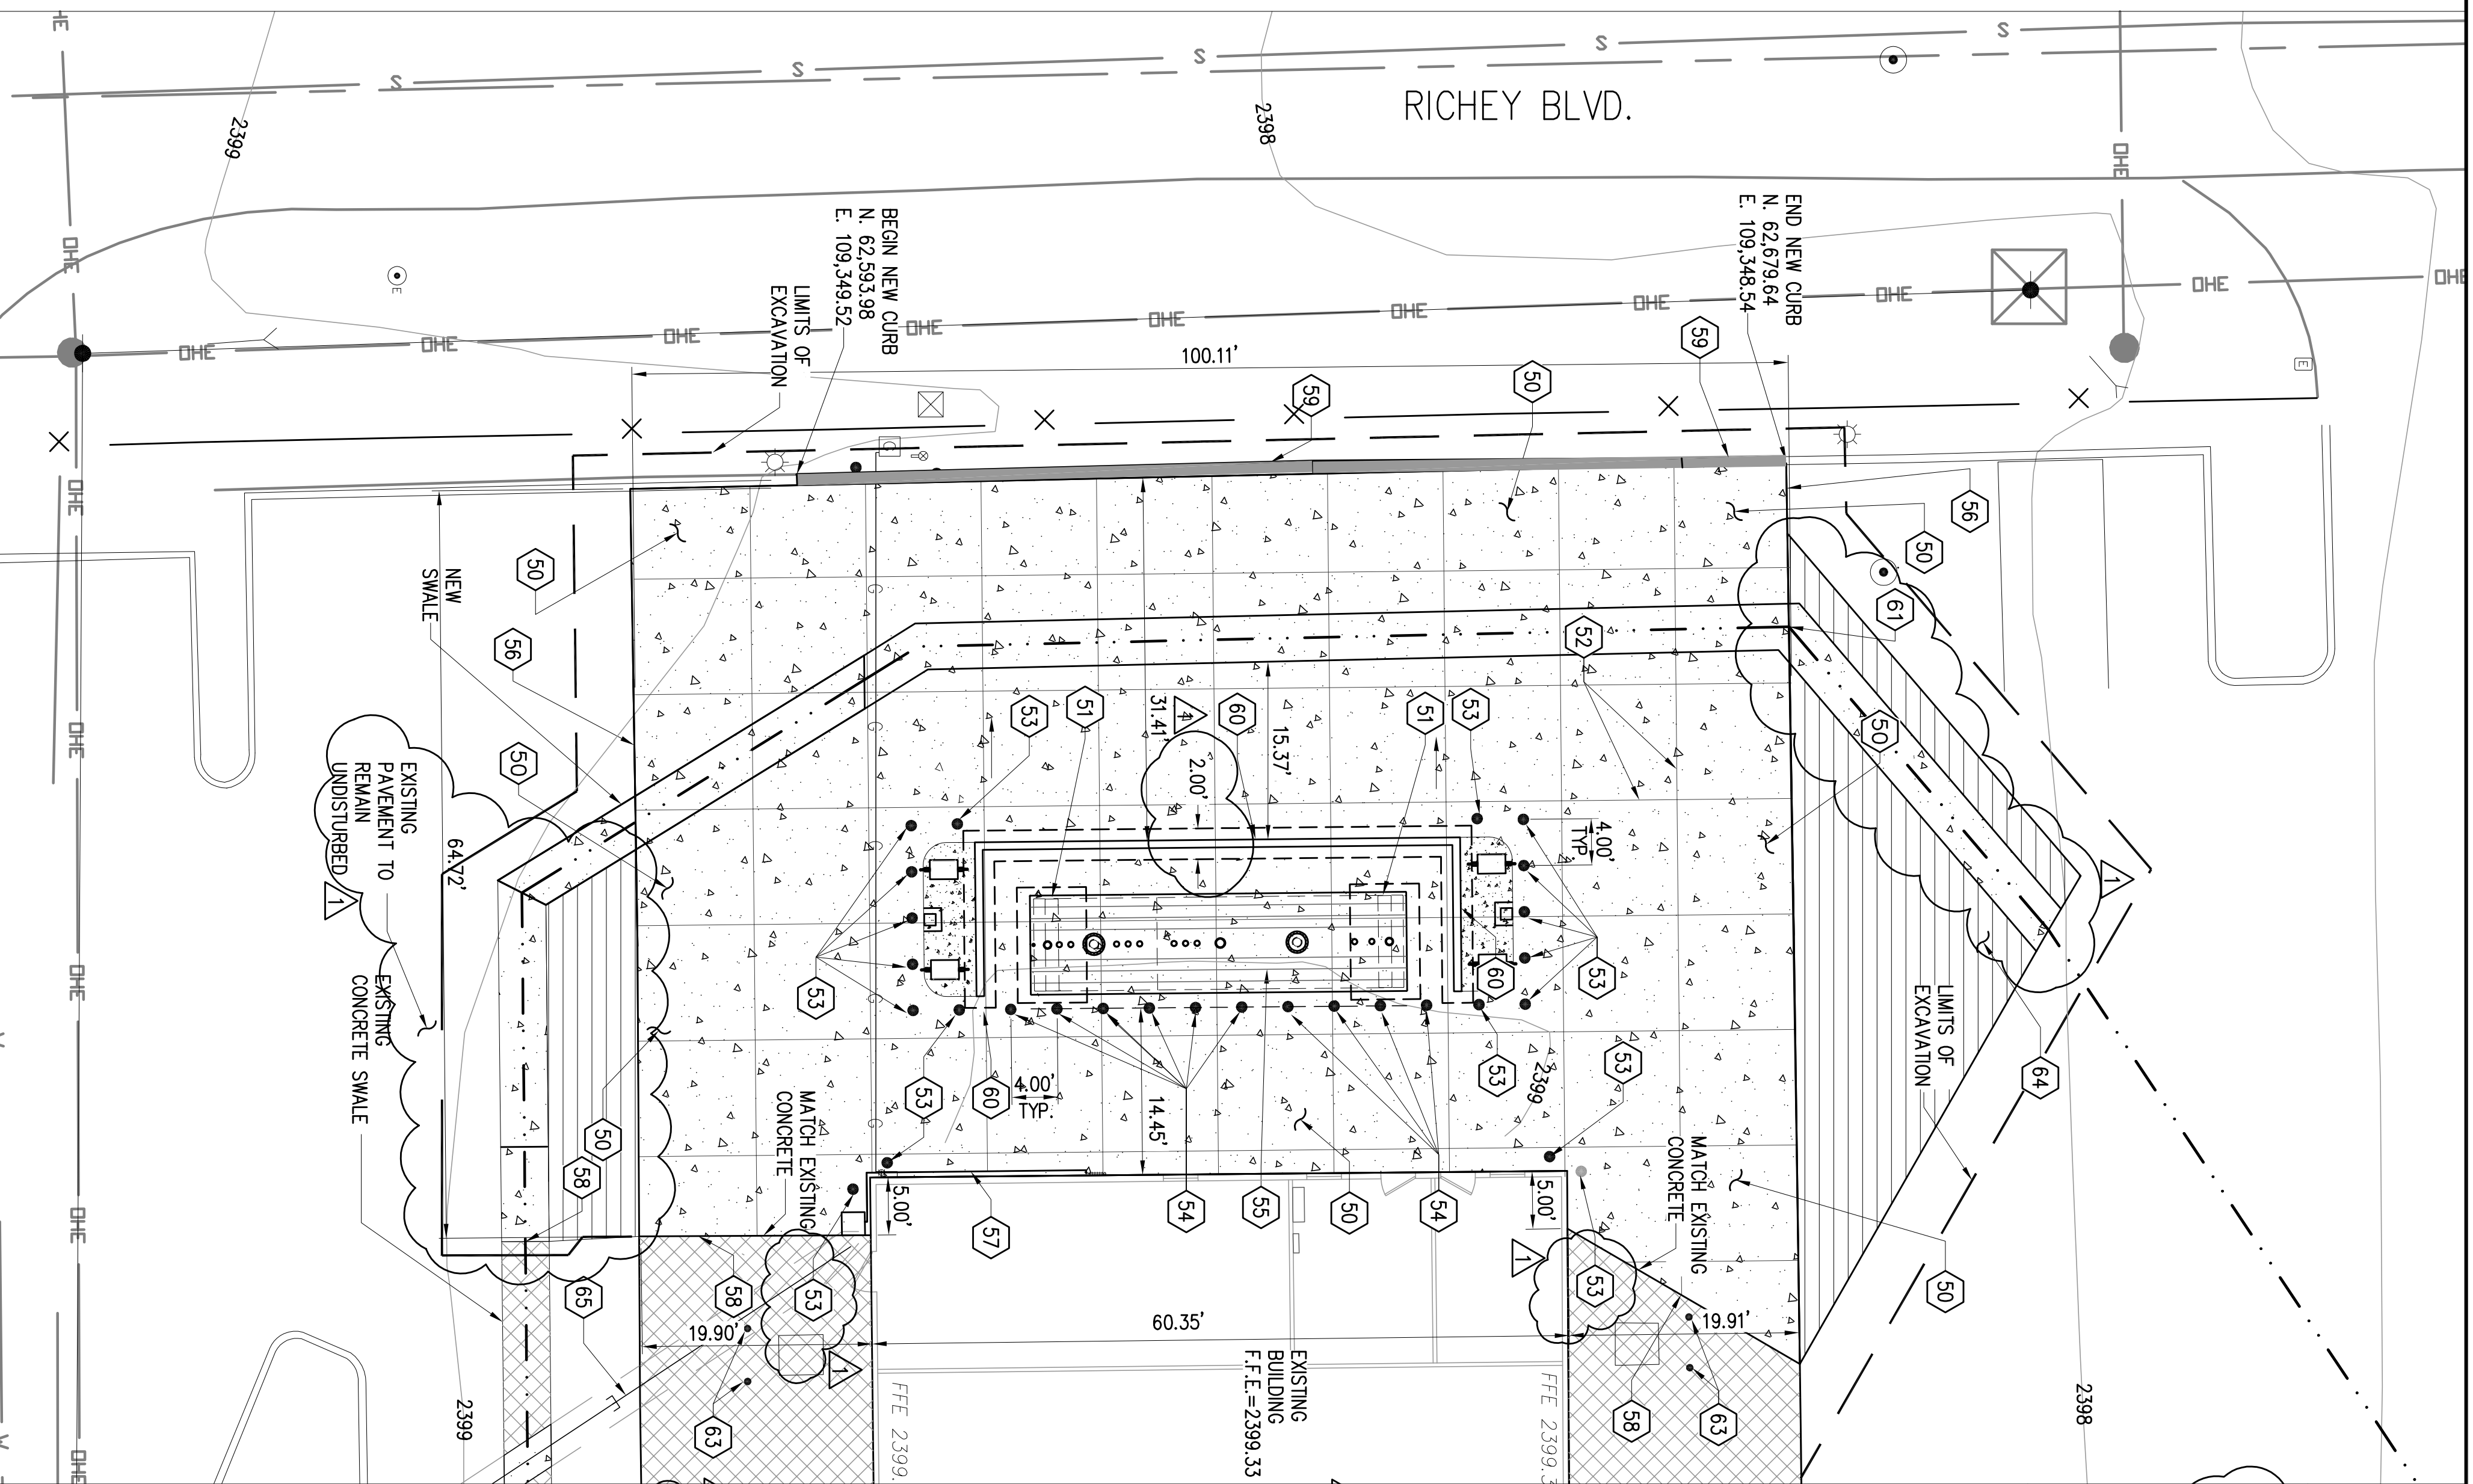 RICHEY BLVD.
S
S
S
S
S
2399
2398
OHE
OHE
OHE
OHE
OHE
OHE
OHE
OHE
OHE
OHE
OHE
OHE
E
E
BEGIN NEW CURB
N. 62,593.98
E. 109,349.52
LIMITS OF
EXCAVATION
END NEW CURB
N. 62,679.64
E. 109,348.54
100.11'
59
59
50
56
50
61
50
56
50
NEW
SWALE
52
50
53
51
31.41'
60
15.37'
51
53
2.00'
4.00'
TYP.
1
EXISTING
PAVEMENT TO
REMAIN
UNDISTURBED
1
64.72'
EXISTING
CONCRETE SWALE
G
G
G
G
53
60
53
LIMITS OF
EXCAVATION
64
53
60
4.00'
TYP.
14.45'
53
2399
53
50
58
MATCH EXISTING
CONCRETE
MATCH EXISTING
CONCRETE
5.00'
57
54
55
50
54
5.00'
53
1
50
65
58
53
19.90'
1
60.35'
19.91'
63
58
63
EXISTING
BUILDING
F.F.E.=2399.33
2399
2398
OHE
OHE
OHE
OHE
OHE